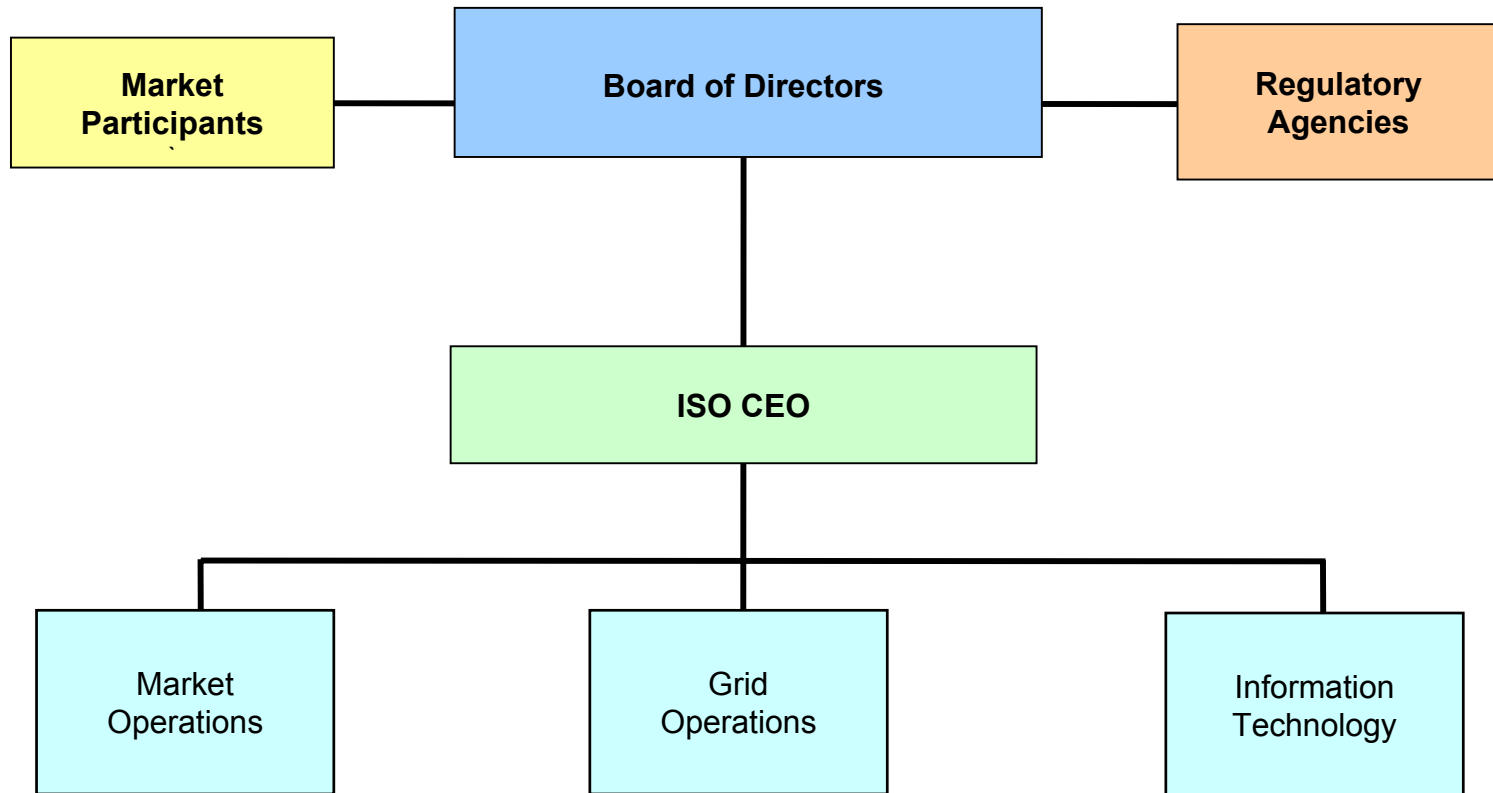 Market
Participants
`
Board of Directors
Regulatory
Agencies
ISO CEO
Market
Operations
Grid
Operations
Information
Technology